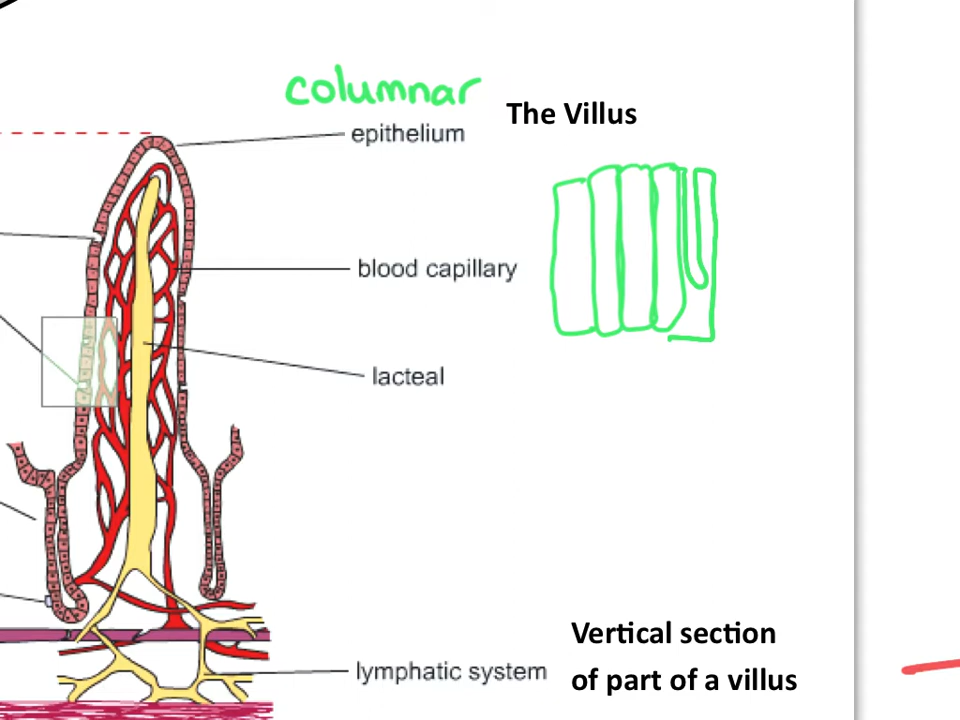 columnar
The Villus
epithelium
blood capillary
lacteal
Vertical section
of part of a villus
lymphatic system